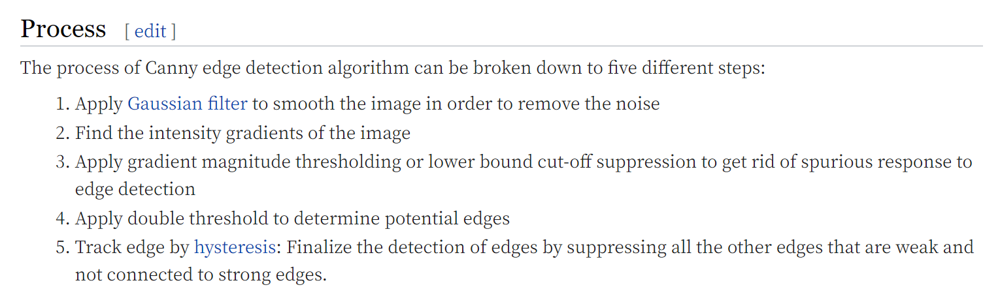 Process [ edit ]
The process of Canny edge detection algorithm can be broken down to five different steps:
1. Apply Gaussian filter to smooth the image in order to remove the noise
2. Find the intensity gradients of the image
3. Apply gradient magnitude thresholding or lower bound cut-off suppression to get rid of spurious response to
edge detection
4. Apply double threshold to determine potential edges
5. Track edge by hysteresis: Finalize the detection of edges by suppressing all the other edges that are weak and
not connected to strong edges.